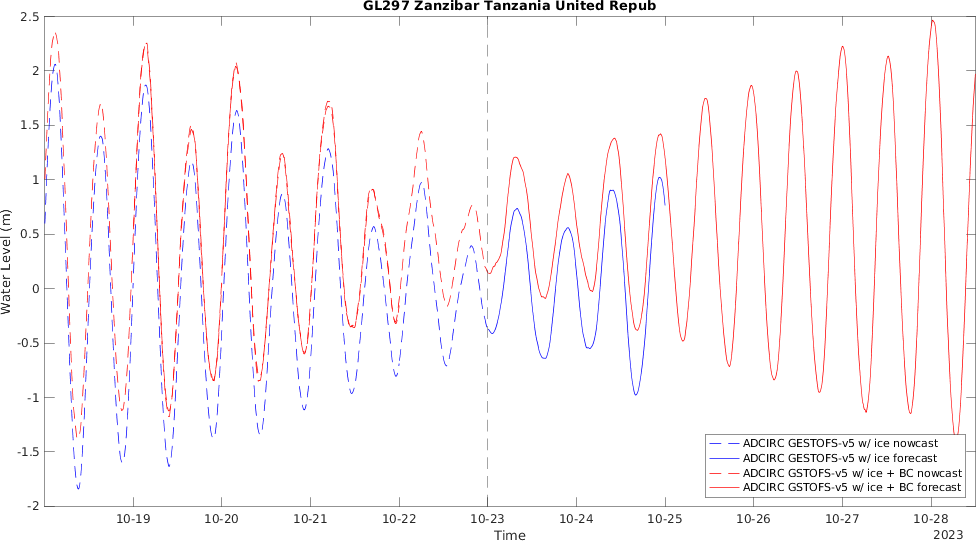 GL297 Zanzibar Tanzania United Repub
2.5
2
1.5
1
0.5
0
-0.5
-1
-1.5
-2
Water Level (m)
ADCIRC GESTOFS-v5 w/ ice nowcast
ADCIRC GESTOFS-v5 w/ ice forecast
ADCIRC GSTOFS-v5 w/ ice + BC nowcast
ADCIRC GSTOFS-v5 w/ ice + BC forecast
10-19 10-20 10-21 10-22 10-23 10-24 10-25 10-26 10-27 10-28
Time
2023